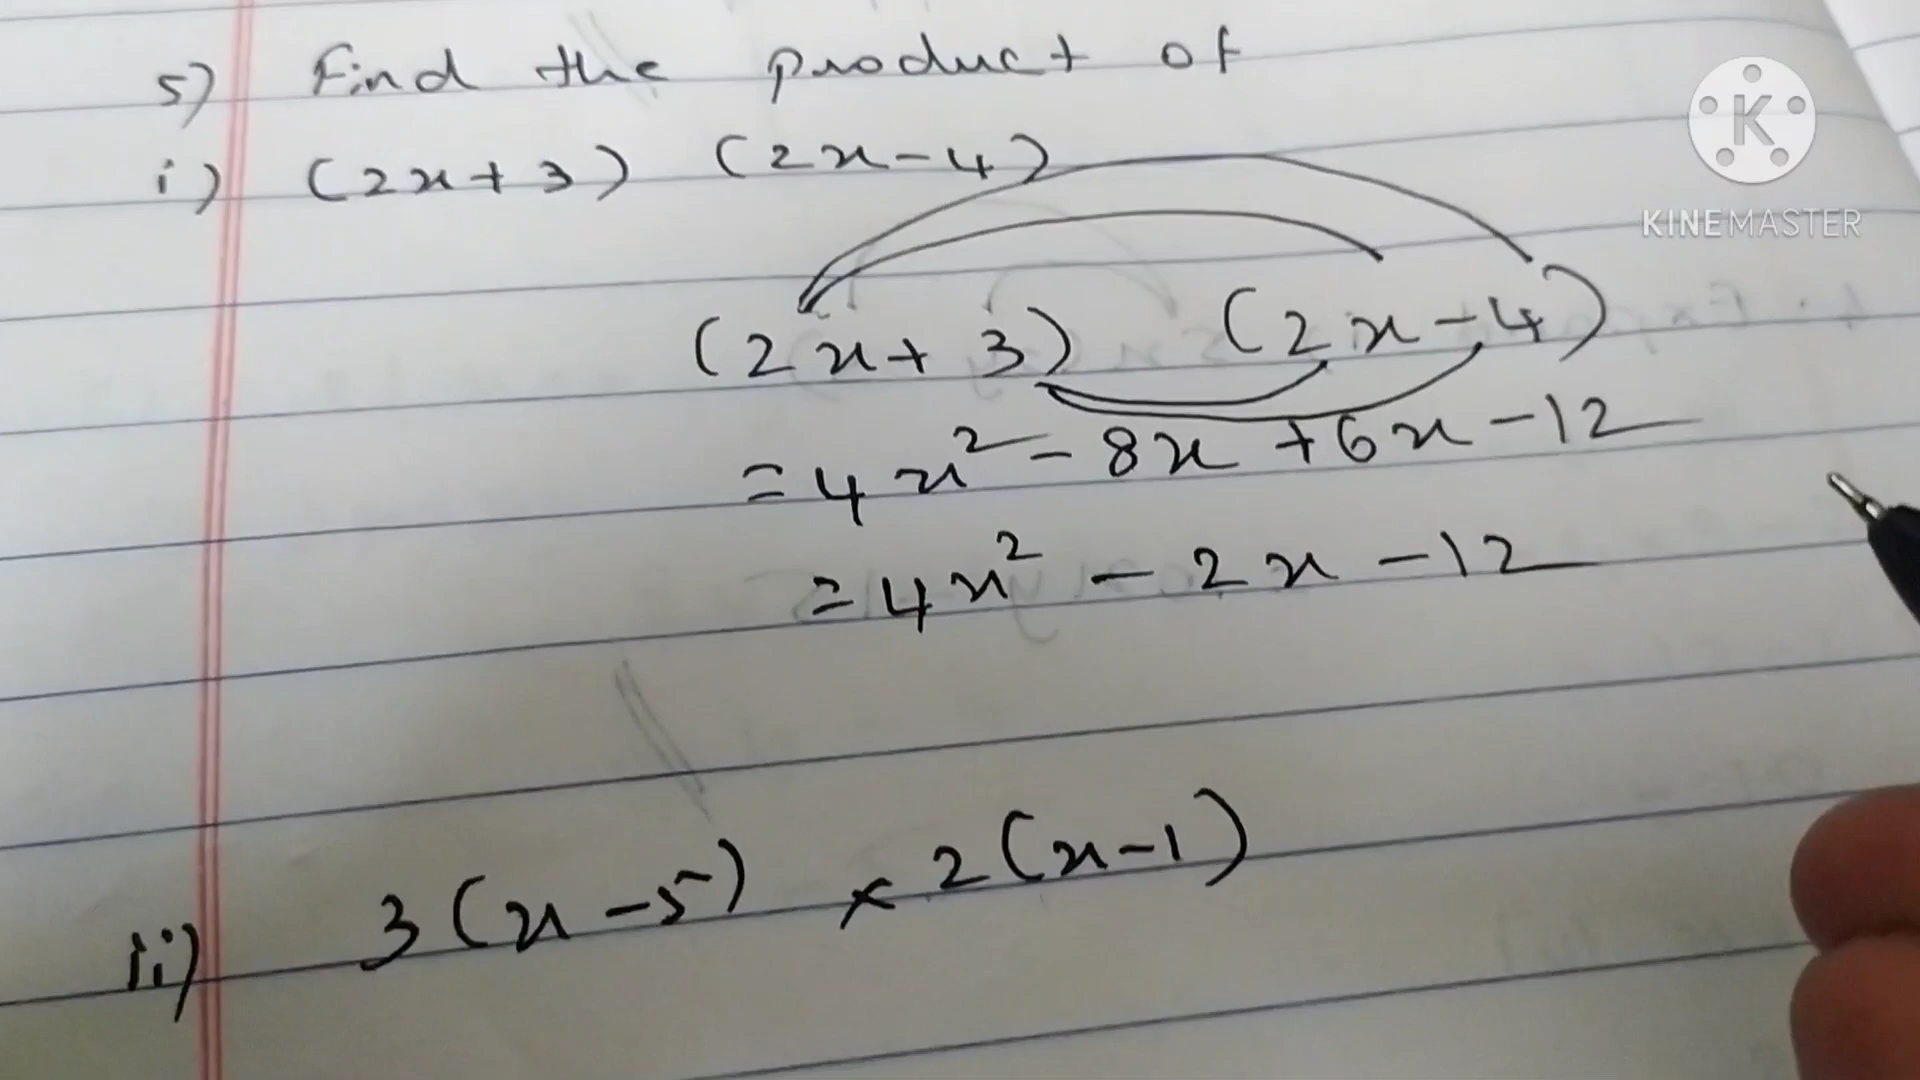 5) Find the product of
i) (2x+3) (2x-4)
(2x+3) (2x-4)
= 4x² - 8x + 6x - 12
= 4x² - 2x - 12
ii) 3(x-5) × 2(x-1)
K
KINEMASTER